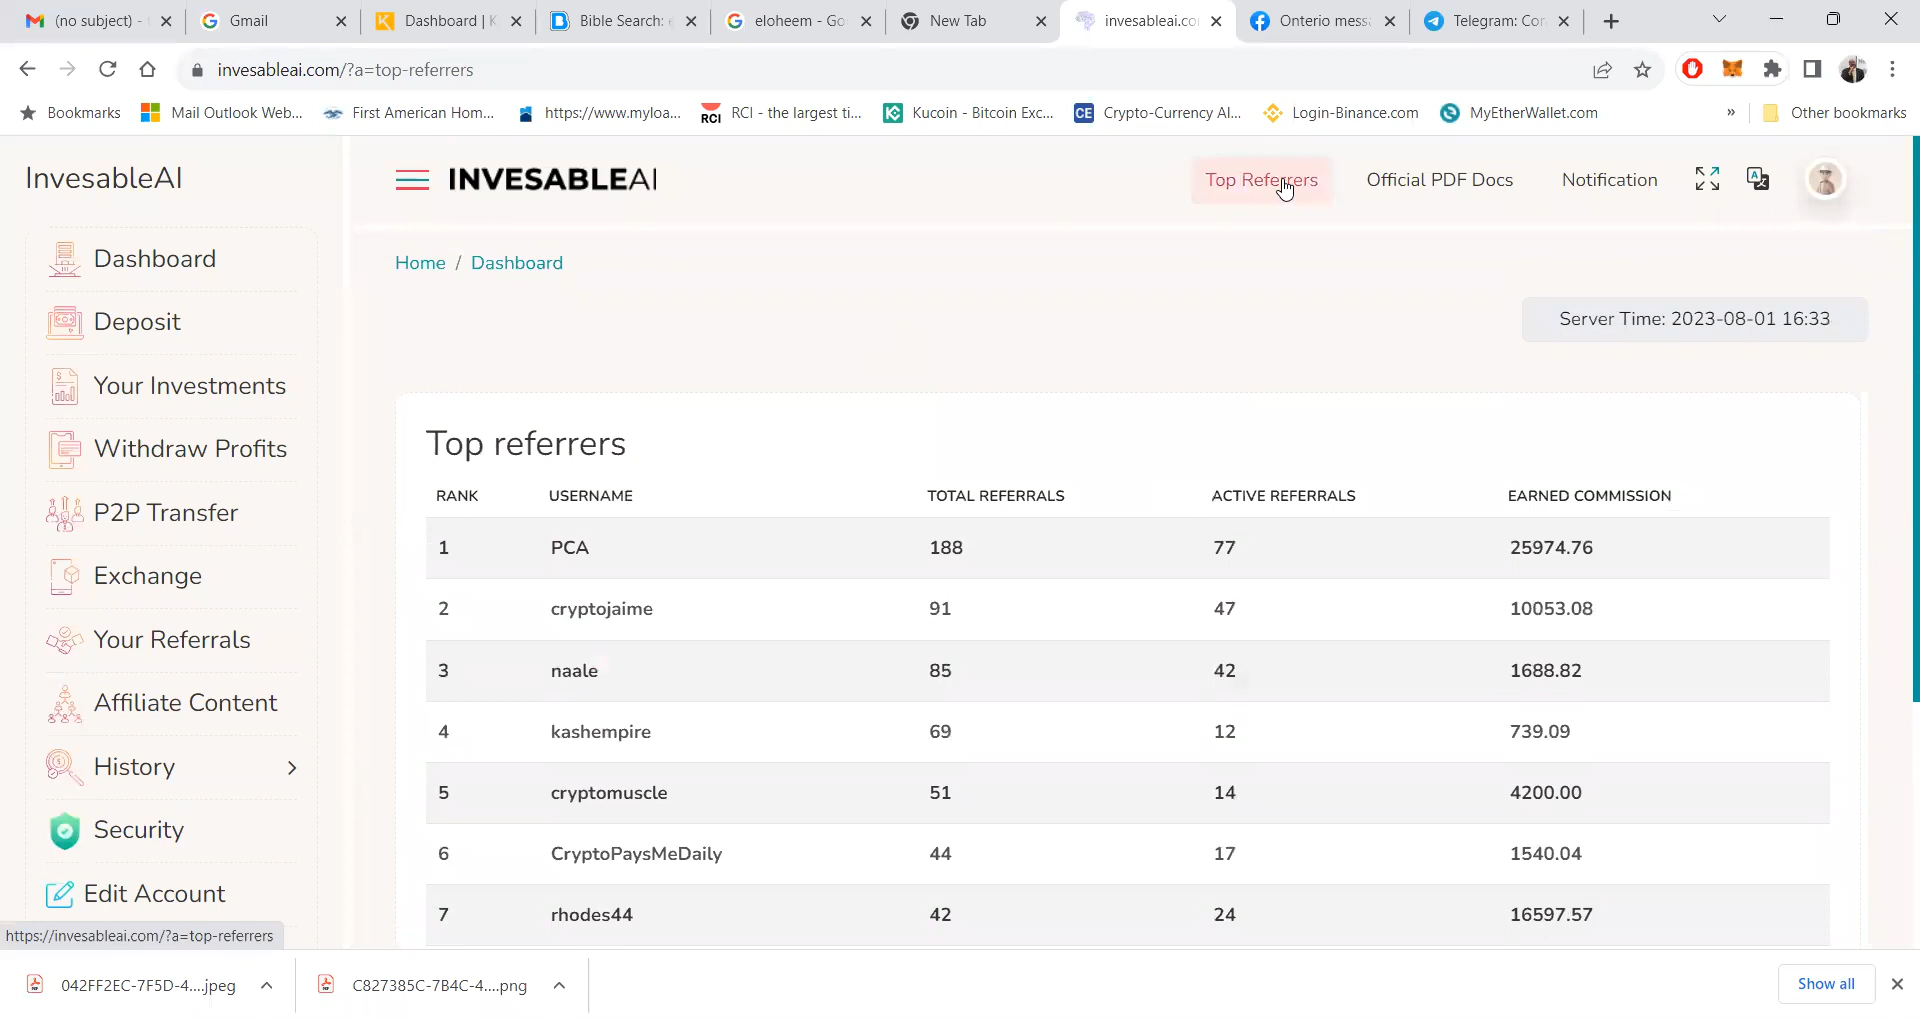 (no subject) -
Gmail
Dashboard | K
Bible Search:
eloheem - Go
New Tab
invesableai.co
Onterio mess
Telegram: Con
invesableai.com/?a=top-referrers
Bookmarks
Mail Outlook Web...
First American Hom...
https://www.myloa...
RCI
RCI - the largest ti...
Kucoin - Bitcoin Exc...
CE
Crypto-Currency Al...
Login-Binance.com
MyEtherWallet.com
»
Other bookmarks
InvesableAI
INVESABLEAI
Top Referrers
Official PDF Docs
Notification
Dashboard
Deposit
Your Investments
Withdraw Profits
P2P Transfer
Exchange
Your Referrals
Affiliate Content
History
Security
Edit Account
Home / Dashboard
Server Time: 2023-08-01 16:33
Top referrers
RANK USERNAME TOTAL REFERRALS ACTIVE REFERRALS EARNED COMMISSION
1 PCA 188 77 25974.76
2 cryptojaime 91 47 10053.08
3 naale 85 42 1688.82
4 kashempire 69 12 739.09
5 cryptomuscle 51 14 4200.00
6 CryptoPaysMeDaily 44 17 1540.04
7 rhodes44 42 24 16597.57
https://invesableai.com/?a=top-referrers
042FF2EC-7F5D-4....jpeg
C827385C-7B4C-4....png
Show all